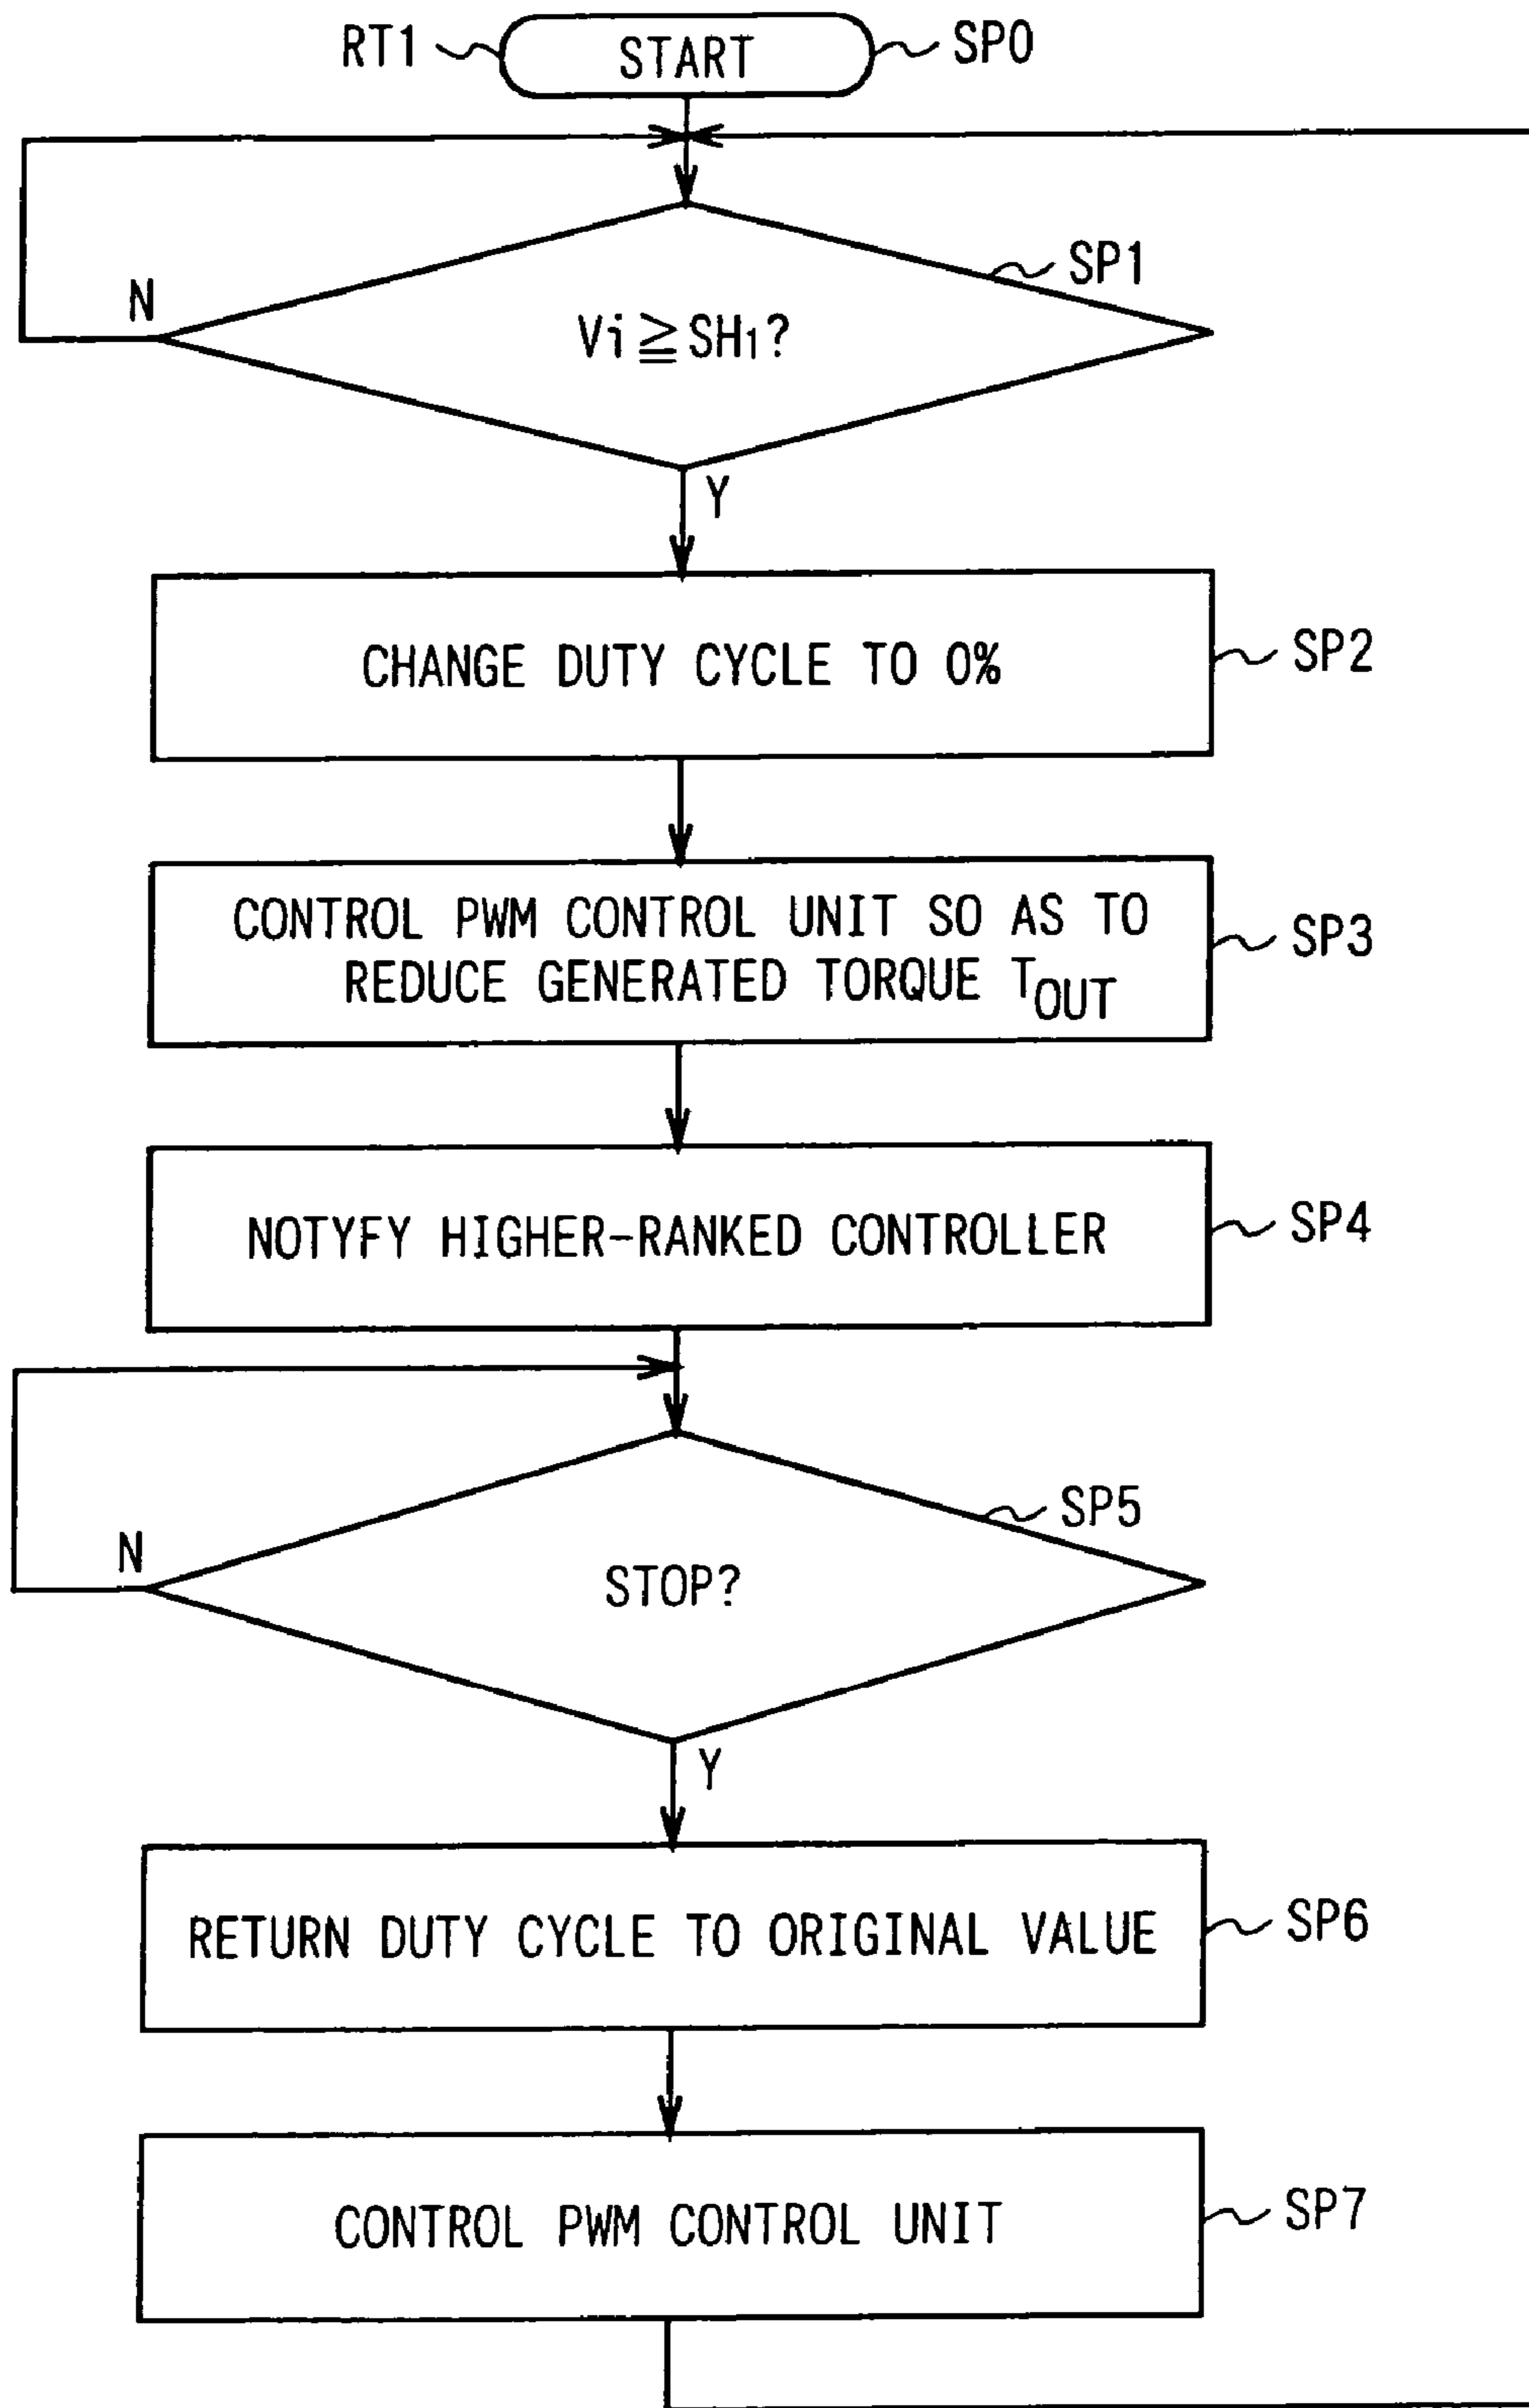 RT1 START SP0
SP1
N
Vi≧SH1?
Y
CHANGE DUTY CYCLE TO 0%
SP2
CONTROL PWM CONTROL UNIT SO AS TO
REDUCE GENERATED TORQUE TOUT
SP3
NOTYFY HIGHER-RANKED CONTROLLER
SP4
SP5
N
STOP?
Y
RETURN DUTY CYCLE TO ORIGINAL VALUE
SP6
CONTROL PWM CONTROL UNIT
SP7